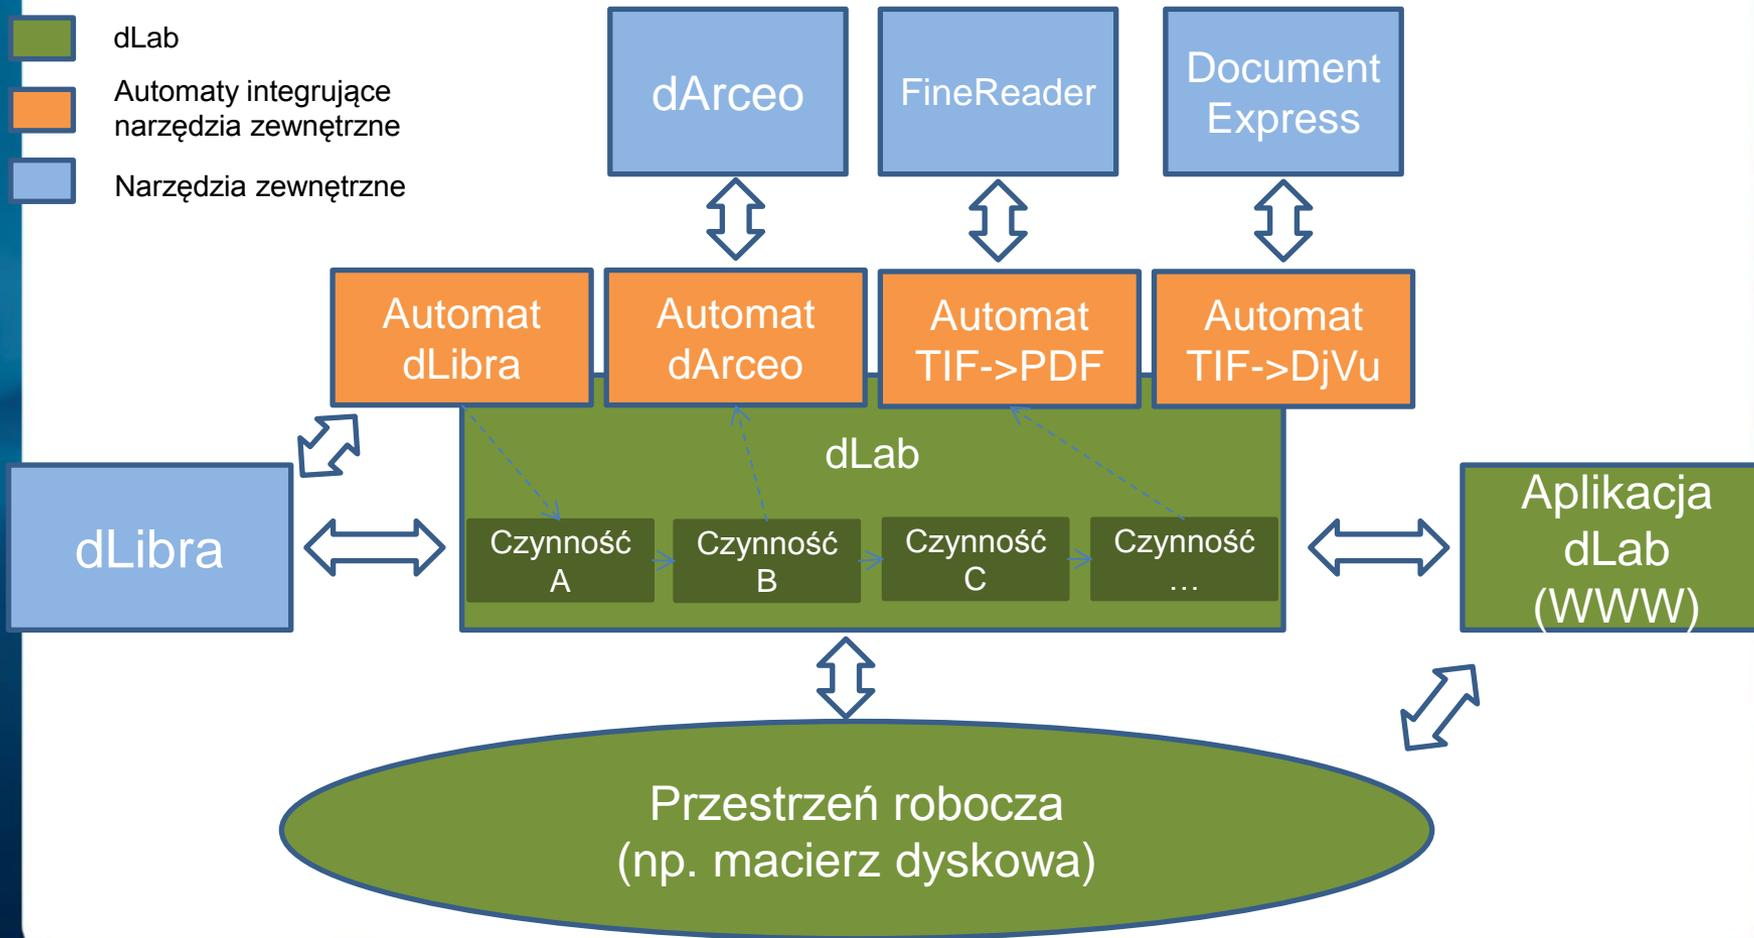 dLab
Automaty integrujące
narzędzia zewnętrzne
Narzędzia zewnętrzne
dArceo
FineReader
Document
Express
Automat
dLibra
Automat
dArceo
Automat
TIF->PDF
Automat
TIF->DjVu
dLab
dLibra
Czynność
A
Czynność
B
Czynność
C
Czynność
...
Aplikacja
dLab
(WWW)
Przestrzeń robocza
(np. macierz dyskowa)